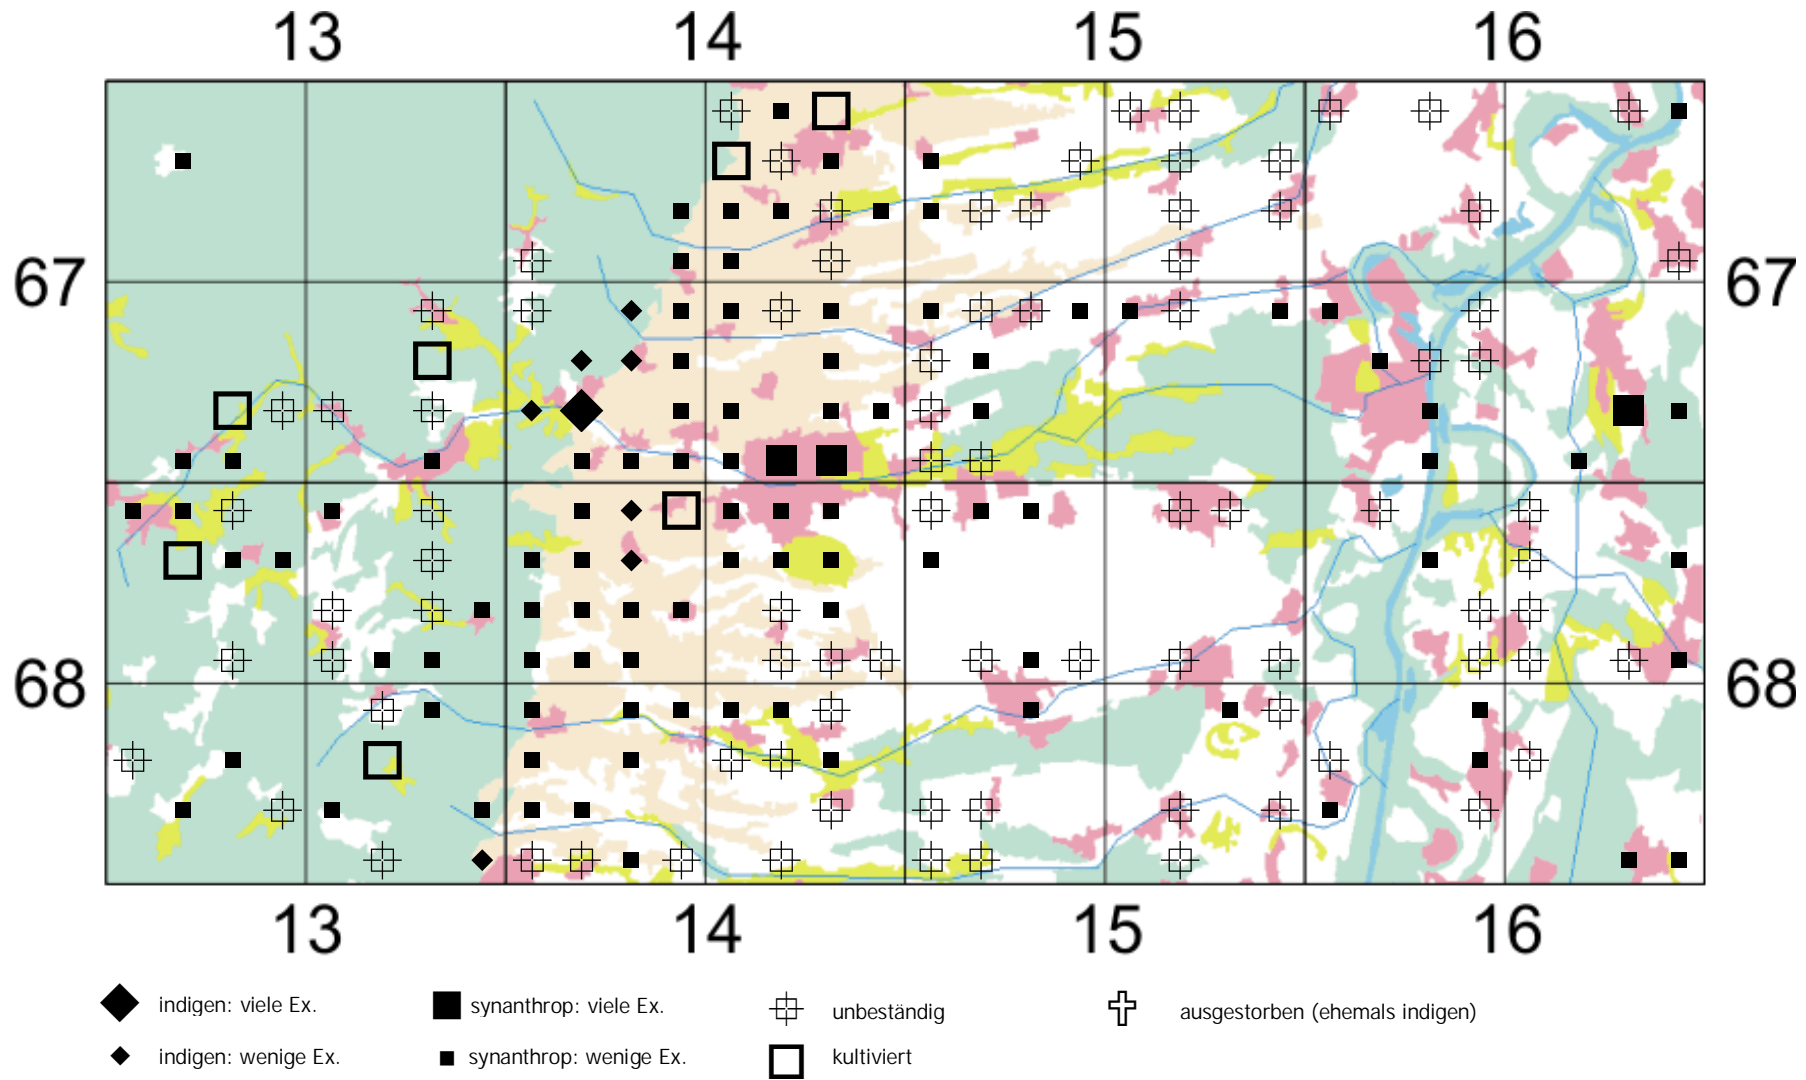 13 14 15 16
67 67
68 68
13 14 15 16
indigen: viele Ex. synanthrop: viele Ex. unbeständig ausgestorben (ehemals indigen)
indigen: wenige Ex. synanthrop: wenige Ex. kultiviert